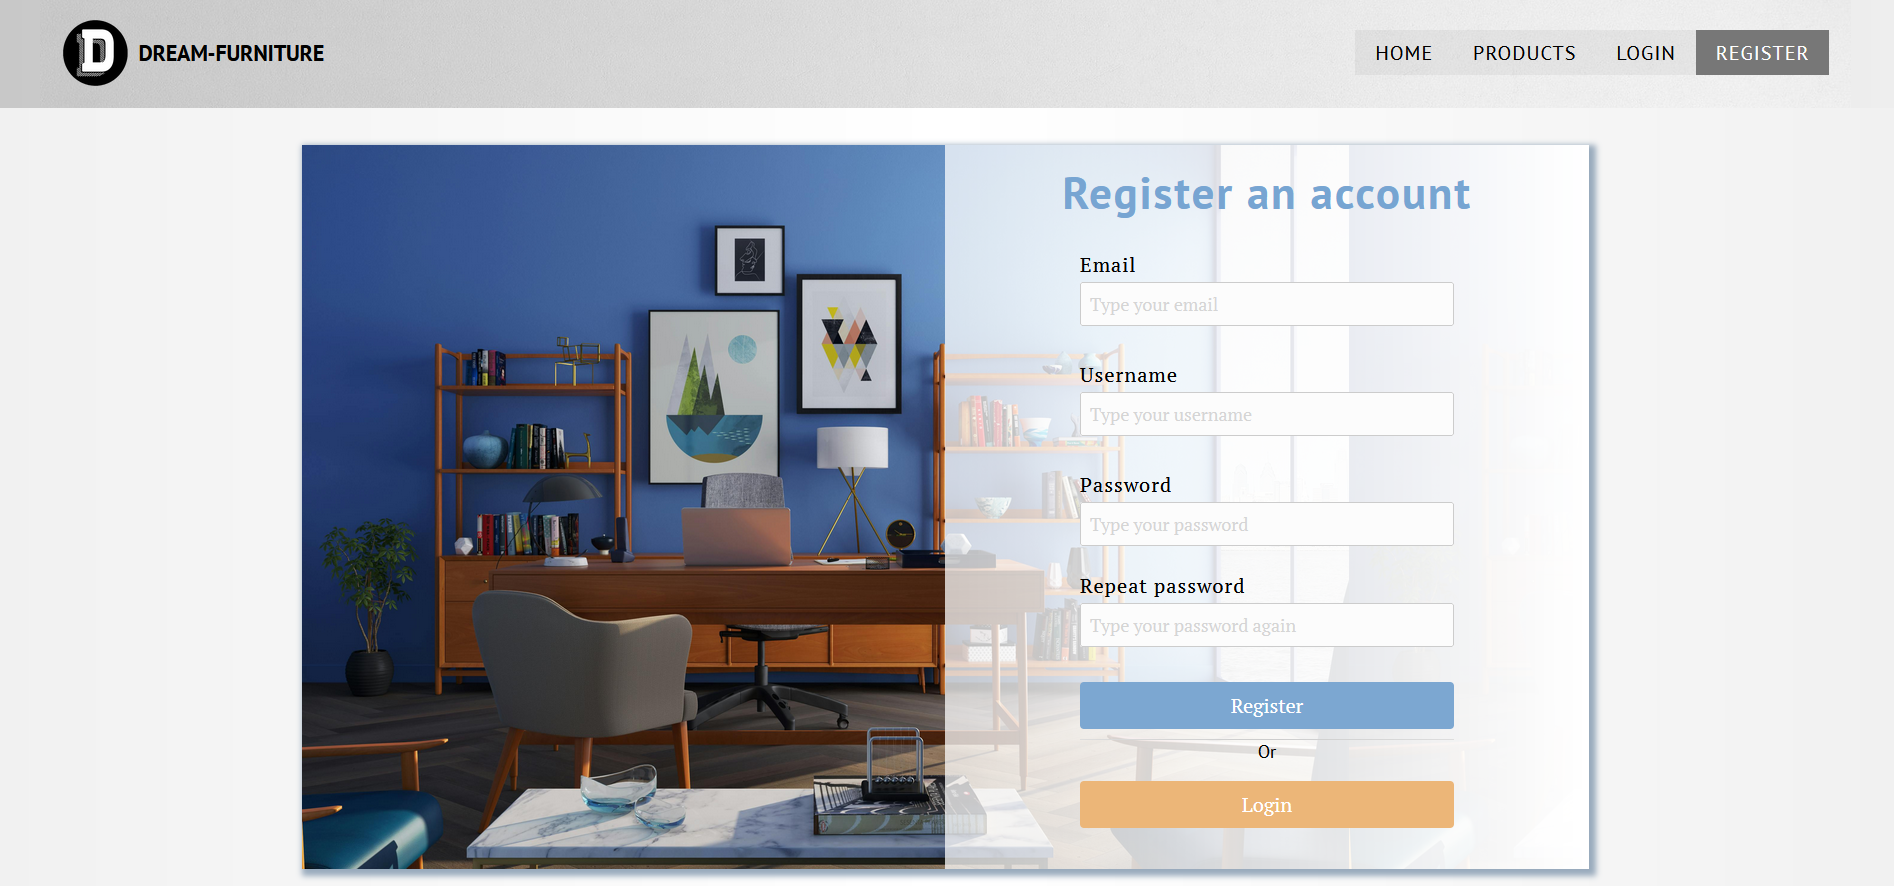 D DREAM-FURNITURE
HOME PRODUCTS LOGIN REGISTER
Register an account
Email
Type your email
Username
Type your username
Password
Type your password
Repeat password
Type your password again
Register
Or
Login